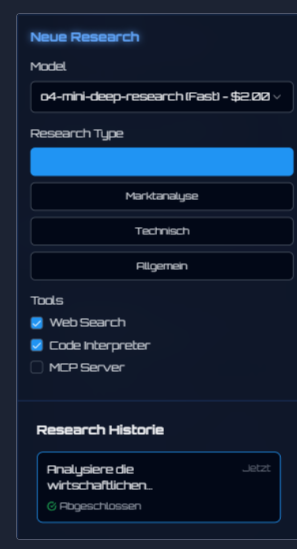 Neue Research
Model
o4-mini-deep-research (Fast) - $2.00
Research Type
Marktanalyse
Technisch
Allgemein
Tools
Web Search
Code Interpreter
MCP Server
Research Historie
Analysiere die
Jetzt
wirtschaftlichen...
Abgeschlossen